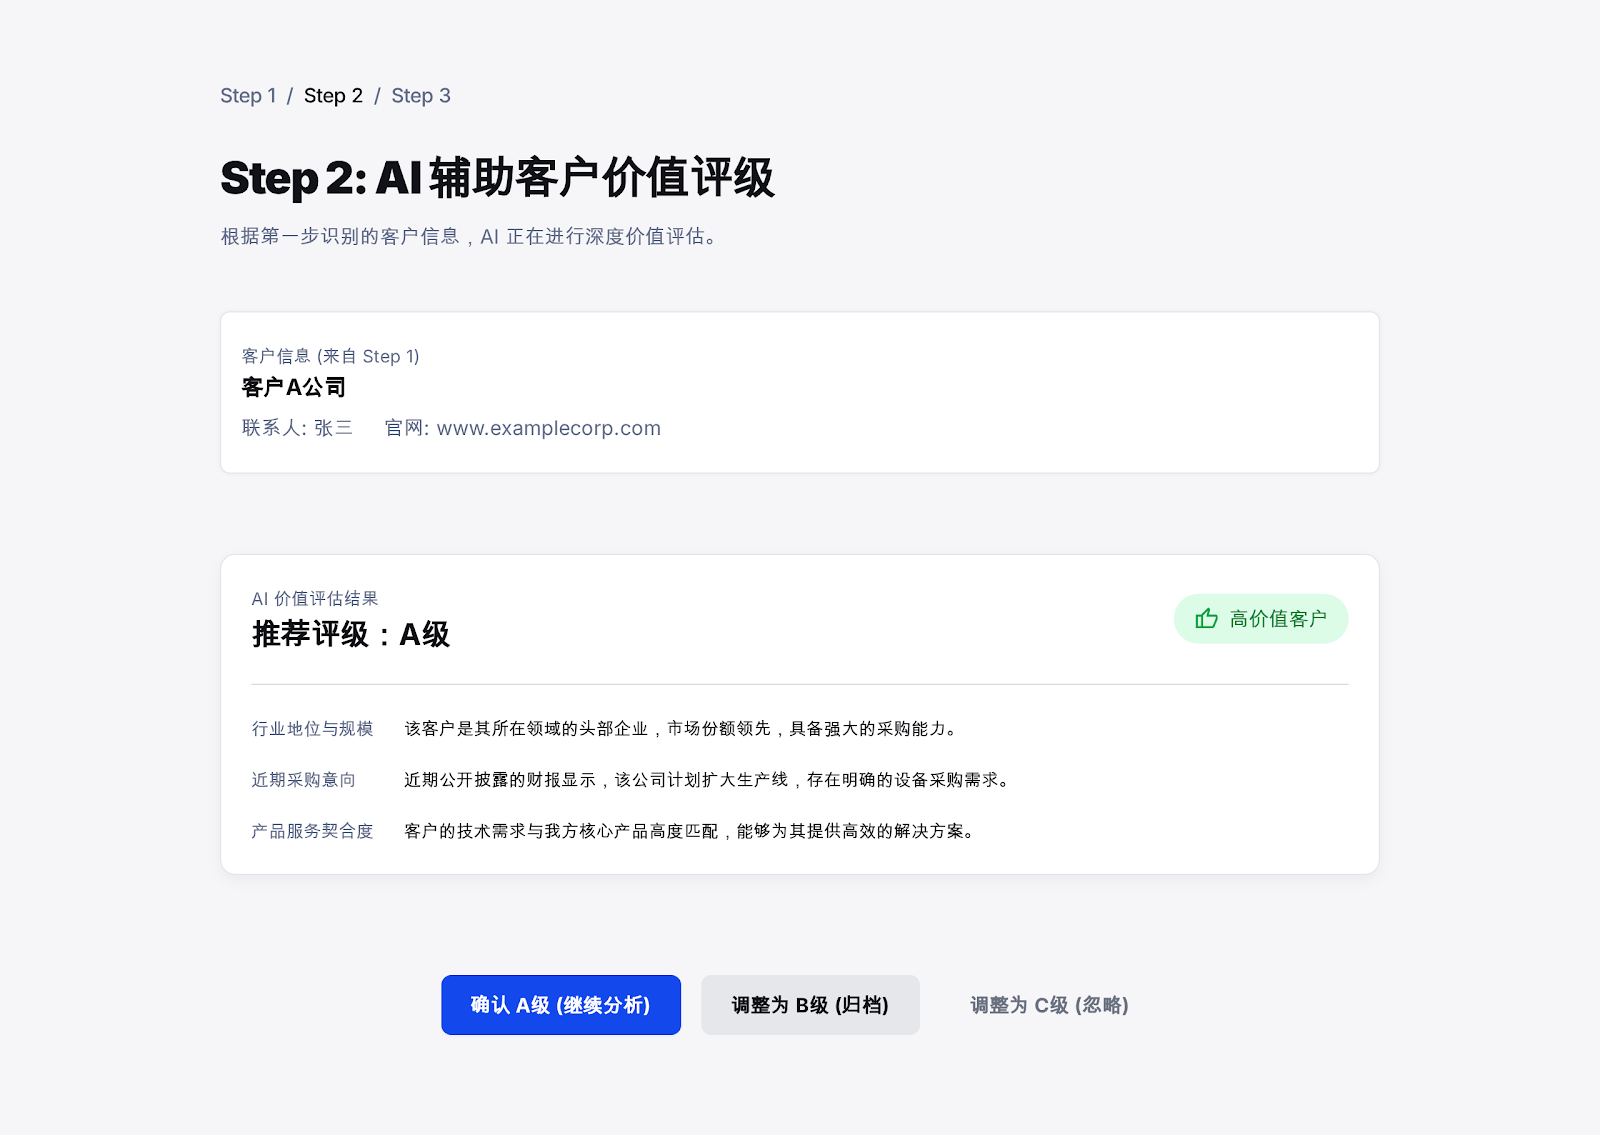 Step 1 / Step 2 / Step 3
Step 2: AI 辅助客户价值评级
根据第一步识别的客户信息，AI 正在进行深度价值评估。
客户信息 (来自 Step 1)
客户A公司
联系人: 张三 官网: www.examplecorp.com
AI 价值评估结果
推荐评级：A级
高价值客户
行业地位与规模 该客户是其所在领域的头部企业，市场份额领先，具备强大的采购能力。
近期采购意向 近期公开披露的财报显示，该公司计划扩大生产线，存在明确的设备采购需求。
产品服务契合度 客户的技术需求与我方核心产品高度匹配，能够为其提供高效的解决方案。
确认 A级 (继续分析) 调整为 B级 (归档) 调整为 C级 (忽略)